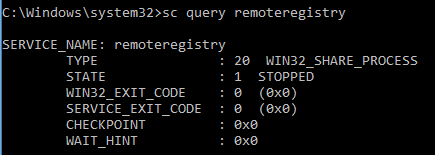 C:\Windows\system32>sc query remoteregistry
SERVICE_NAME: remoteregistry
        TYPE               : 20  WIN32_SHARE_PROCESS
        STATE              : 1  STOPPED
        WIN32_EXIT_CODE    : 0  (0x0)
        SERVICE_EXIT_CODE  : 0  (0x0)
        CHECKPOINT         : 0x0
        WAIT_HINT          : 0x0